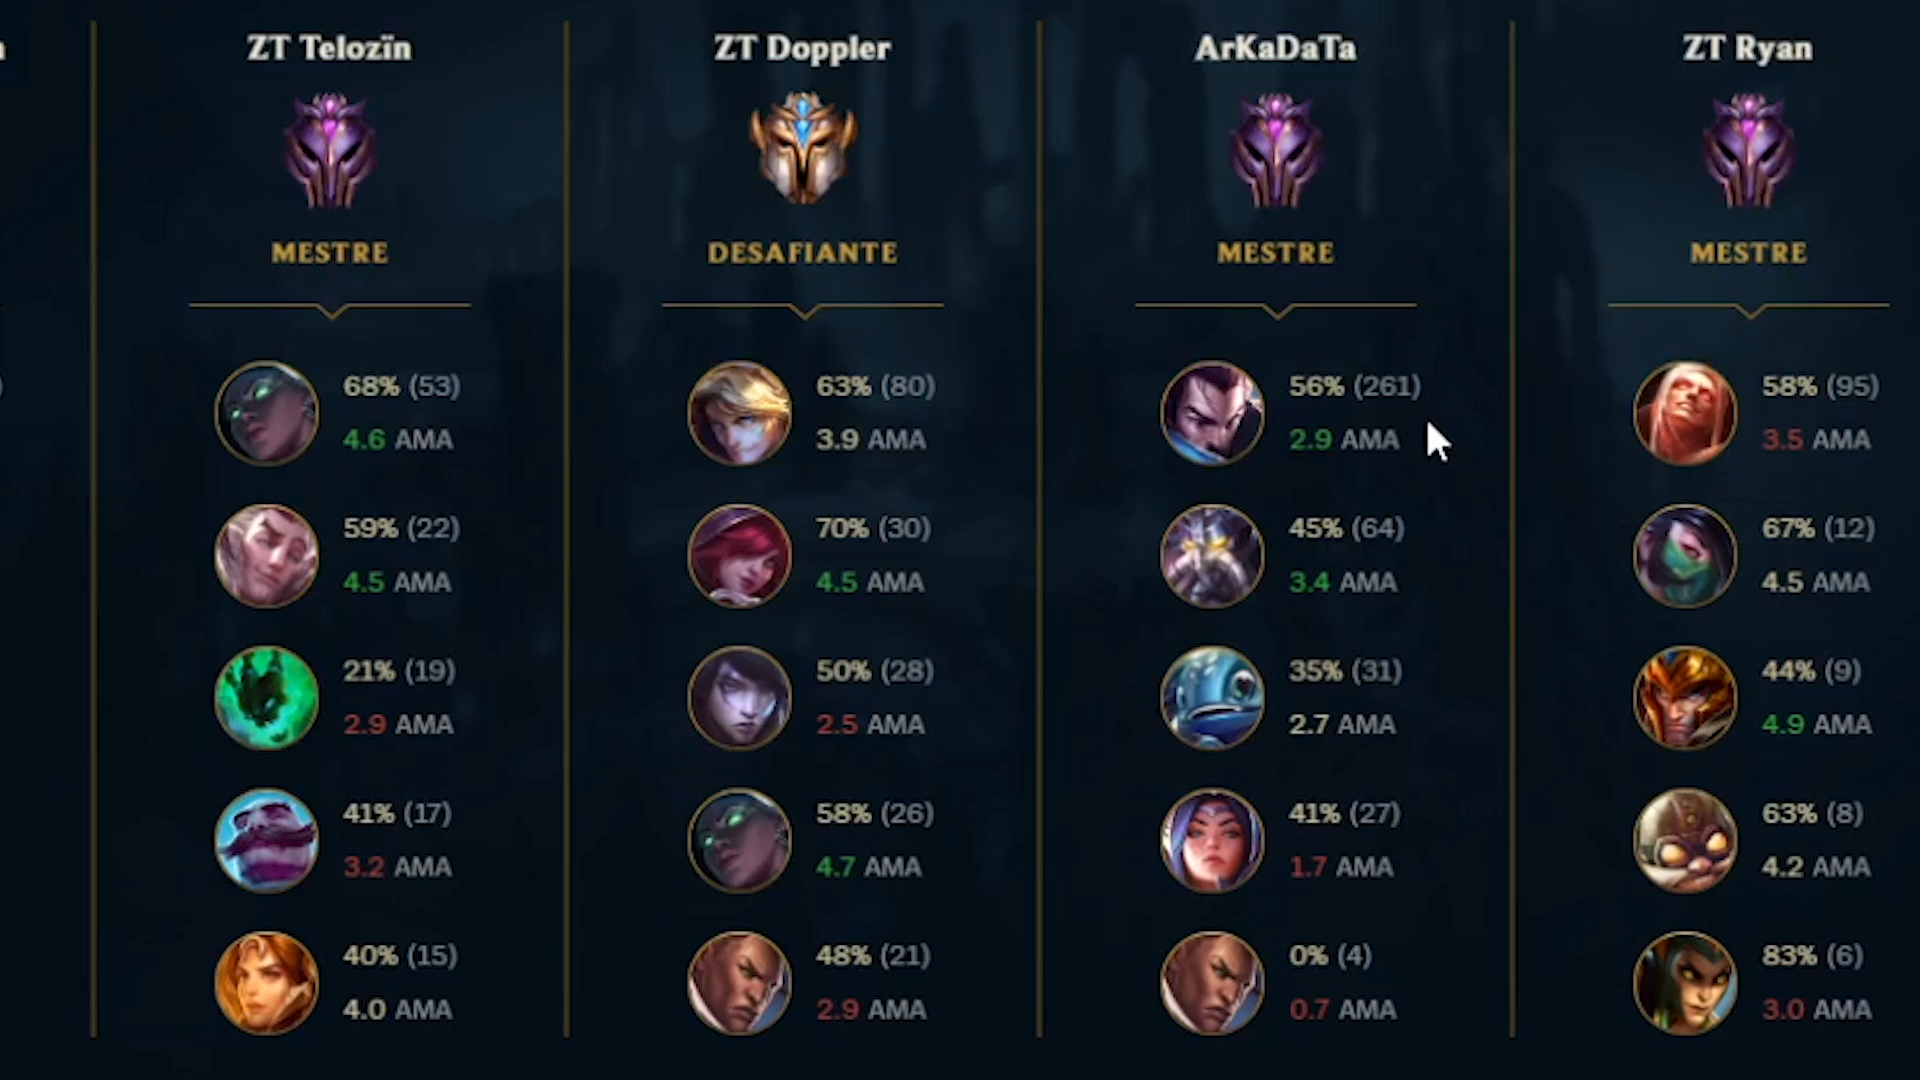 ZT Telozïn
MESTRE
68% (53)
4.6 AMA
59% (22)
4.5 AMA
21% (19)
2.9 AMA
41% (17)
3.2 AMA
40% (15)
4.0 AMA
ZT Doppler
DESAFIANTE
63% (80)
3.9 AMA
70% (30)
4.5 AMA
50% (28)
2.5 AMA
58% (26)
4.7 AMA
48% (21)
2.9 AMA
ArKaDaTa
MESTRE
56% (261)
2.9 AMA
45% (64)
3.4 AMA
35% (31)
2.7 AMA
41% (27)
1.7 AMA
0% (4)
0.7 AMA
ZT Ryan
MESTRE
58% (95)
3.5 AMA
67% (12)
4.5 AMA
44% (9)
4.9 AMA
63% (8)
4.2 AMA
83% (6)
3.0 AMA